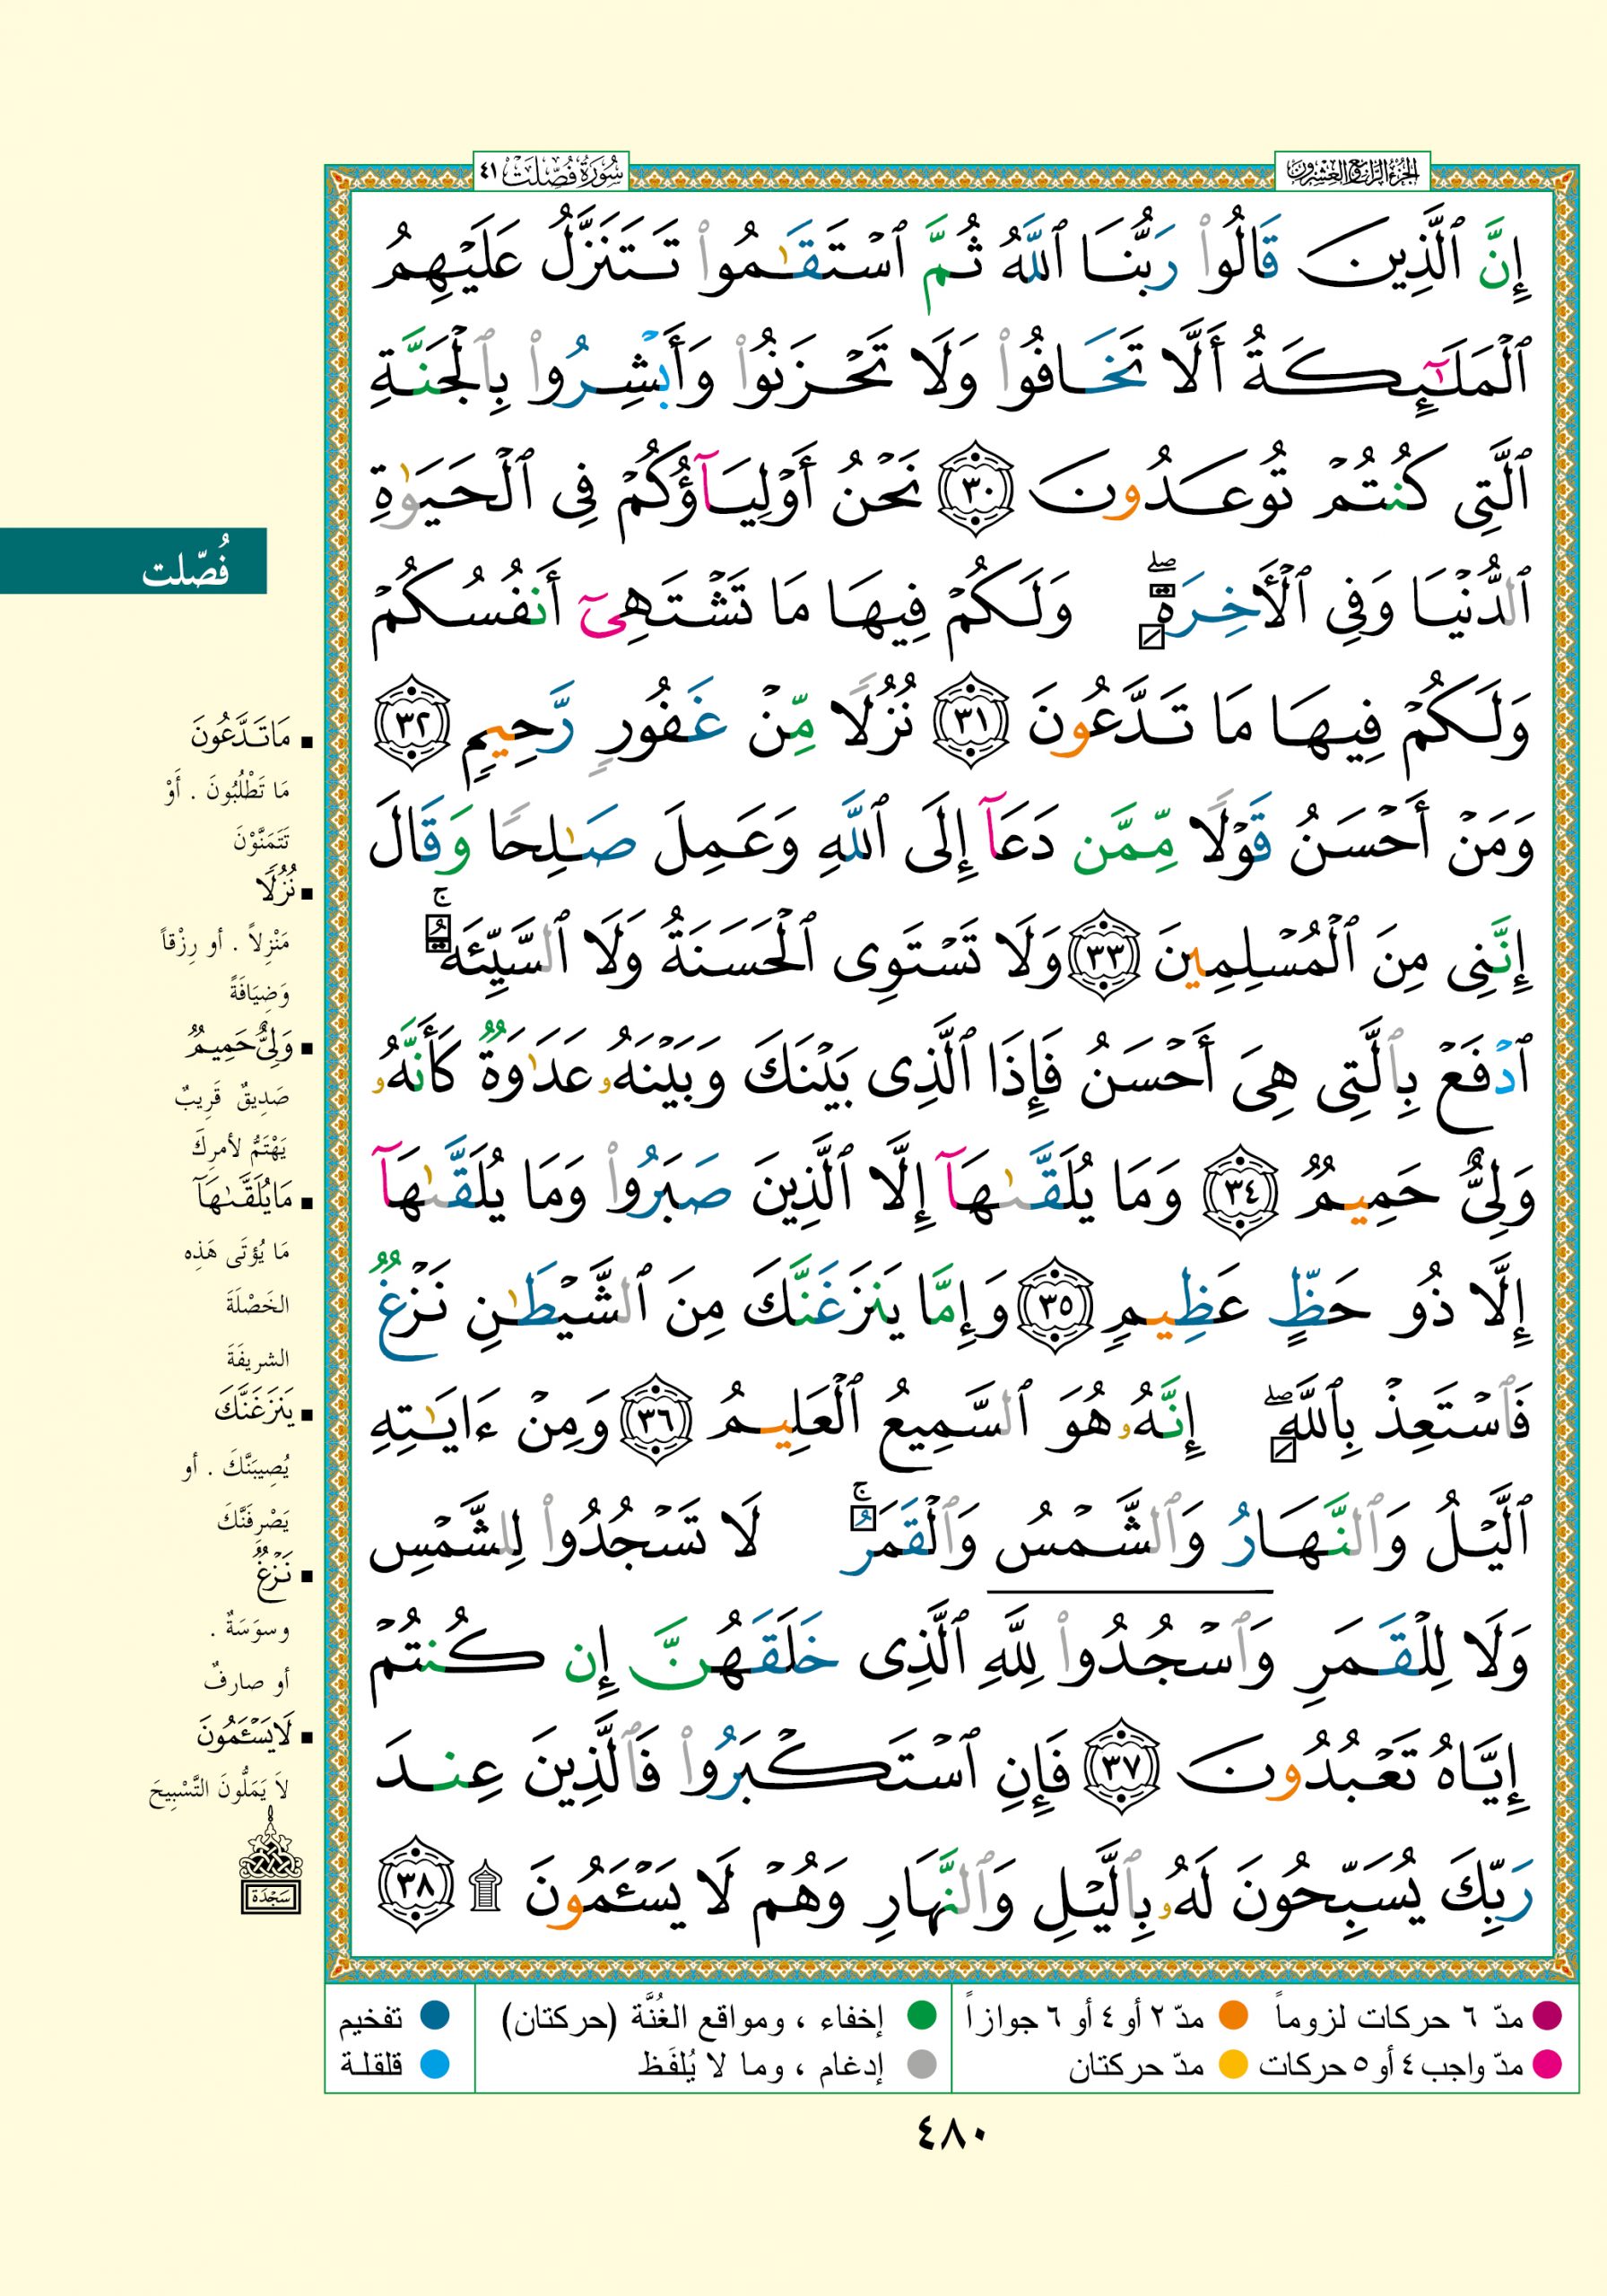 الجزء الرابع والعشرون
سورة فصلت ٤١
إِنَّ ٱلَّذِينَ قَالُوا۟ رَبُّنَا ٱللَّهُ ثُمَّ ٱسْتَقَـٰمُوا۟ تَتَنَزَّلُ عَلَيْهِمُ
ٱلْمَلَـٰٓئِكَةُ أَلَّا تَخَافُوا۟ وَلَا تَحْزَنُوا۟ وَأَبْشِرُوا۟ بِٱلْجَنَّةِ
ٱلَّتِى كُنتُمْ تُوعَدُونَ ٣٠ نَحْنُ أَوْلِيَآؤُكُمْ فِى ٱلْحَيَوٰةِ
ٱلدُّنْيَا وَفِى ٱلْأَخِرَةِ ۖ وَلَكُمْ فِيهَا مَا تَشْتَهِىٓ أَنفُسُكُمْ
وَلَكُمْ فِيهَا مَا تَدَّعُونَ ٣١ نُزُلًا مِّنْ غَفُورٍ رَّحِيمٍ ٣٢
وَمَنْ أَحْسَنُ قَوْلًا مِّمَّن دَعَآ إِلَى ٱللَّهِ وَعَمِلَ صَـٰلِحًا وَقَالَ
إِنَّنِى مِنَ ٱلْمُسْلِمِينَ ٣٣ وَلَا تَسْتَوِى ٱلْحَسَنَةُ وَلَا ٱلسَّيِّئَةُ ۚ
ٱدْفَعْ بِٱلَّتِى هِىَ أَحْسَنُ فَإِذَا ٱلَّذِى بَيْنَكَ وَبَيْنَهُۥ عَدَٰوَةٌ كَأَنَّهُۥ
وَلِىٌّ حَمِيمٌ ٣٤ وَمَا يُلَقَّىٰهَآ إِلَّا ٱلَّذِينَ صَبَرُوا۟ وَمَا يُلَقَّىٰهَآ
إِلَّا ذُو حَظٍّ عَظِيمٍ ٣٥ وَإِمَّا يَنزَغَنَّكَ مِنَ ٱلشَّيْطَـٰنِ نَزْغٌ
فَٱسْتَعِذْ بِٱللَّهِ ۖ إِنَّهُۥ هُوَ ٱلسَّمِيعُ ٱلْعَلِيمُ ٣٦ وَمِنْ ءَايَـٰتِهِ
ٱلَّيْلُ وَٱلنَّهَارُ وَٱلشَّمْسُ وَٱلْقَمَرُ ۚ لَا تَسْجُدُوا۟ لِلشَّمْسِ
وَلَا لِلْقَمَرِ وَٱسْجُدُوا۟ لِلَّهِ ٱلَّذِى خَلَقَهُنَّ إِن كُنتُمْ
إِيَّاهُ تَعْبُدُونَ ٣٧ فَإِنِ ٱسْتَكْبَرُوا۟ فَٱلَّذِينَ عِندَ
رَبِّكَ يُسَبِّحُونَ لَهُۥ بِٱلَّيْلِ وَٱلنَّهَارِ وَهُمْ لَا يَسْـَٔمُونَ ۩ ٣٨
فُصّلت
مَا تَدَّعُونَ
مَا تَطْلُبُونَ . أَوْ
تَتَمَنَّوْنَ
نُزُلًا
مَنْزِلاً . أو رِزْقاً
وَضِيَافَةً
وَلِىٌّ حَمِيمٌ
صَدِيقٌ قَرِيبٌ
يَهْتَمُّ لأمرِكَ
مَا يُلَقَّىٰهَآ
مَا يُؤتَى هَذِه
الخَصْلَةَ
الشريفَةَ
يَنزَغَنَّكَ
يُصِيبَنَّكَ . أو
يَصْرِفَنَّكَ
نَزْغٌ
وسوَسَةٌ .
أو صارفٌ
لَا يَسْـَٔمُونَ
لاَ يَمَلُّونَ التَّسْبِيحَ
سَجْدَة
مدّ ٦ حركات لزوماً مدّ ٢ أو ٤ أو ٦ جوازاً إخفاء ، ومواقع الغُنَّة (حركتان) تفخيم
مدّ واجب ٤ أو ٥ حركات مدّ حركتان إدغام ، وما لا يُلفَظ قلقلة
٤٨٠